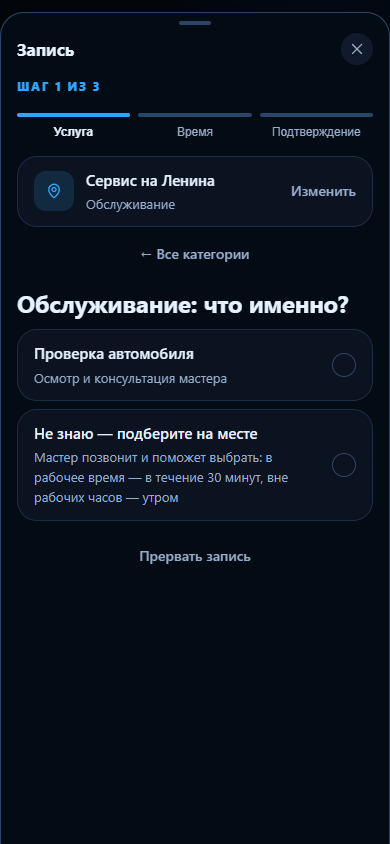 Запись
ШАГ 1 ИЗ 3
Услуга
Время
Подтверждение
Сервис на Ленина
Обслуживание
Изменить
← Все категории
Обслуживание: что именно?
Проверка автомобиля
Осмотр и консультация мастера
Не знаю — подберите на месте
Мастер позвонит и поможет выбрать: в
рабочее время — в течение 30 минут, вне
рабочих часов — утром
Прервать запись